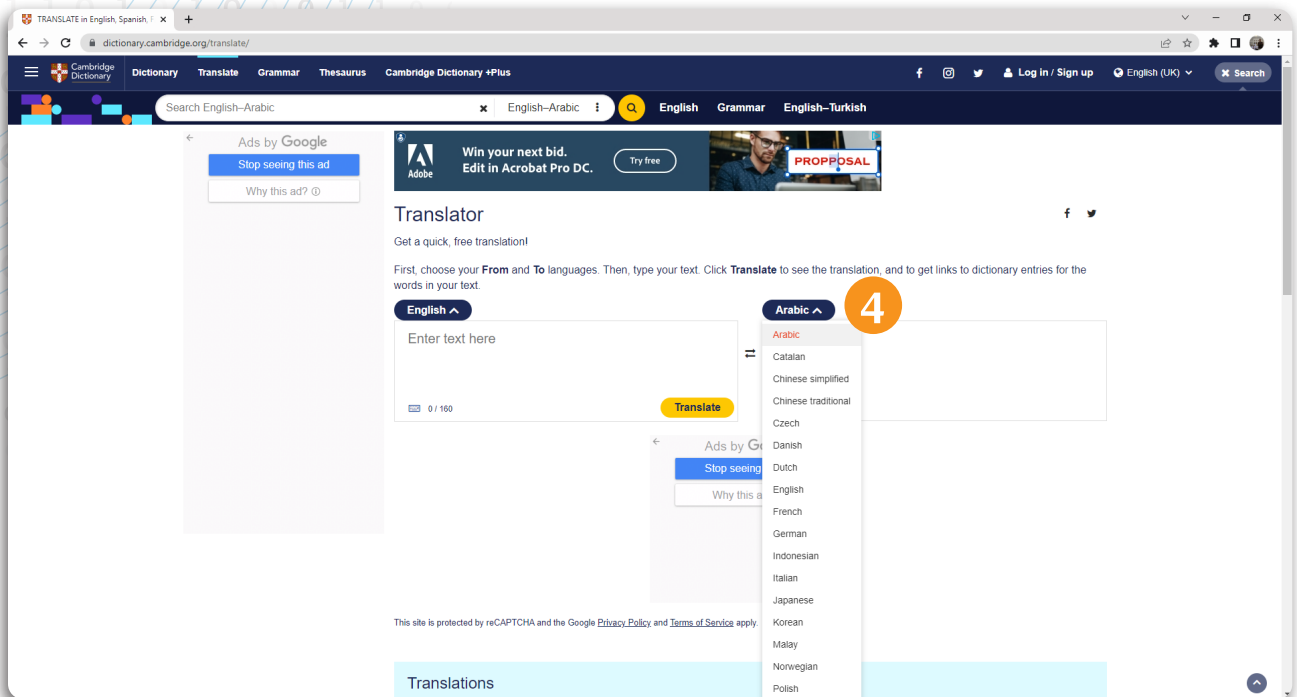 TRANSLATE in English, Spanish, F
dictionary.cambridge.org/translate/
Cambridge
Dictionary
Dictionary Translate Grammar Thesaurus Cambridge Dictionary +Plus
Log in / Sign up English (UK) Search
Search English–Arabic English–Arabic English Grammar English–Turkish
Ads by Google
Stop seeing this ad
Why this ad?
Adobe
Win your next bid.
Edit in Acrobat Pro DC.
Try free
PROPPOSAL
Translator
Get a quick, free translation!
First, choose your From and To languages. Then, type your text. Click Translate to see the translation, and to get links to dictionary entries for the
words in your text.
English
Enter text here
0 / 160
Translate
Arabic
4
Arabic
Catalan
Chinese simplified
Chinese traditional
Czech
Danish
Dutch
English
French
German
Indonesian
Italian
Japanese
Korean
Malay
Norwegian
Polish
Ads by Go
Stop seeing
Why this a
This site is protected by reCAPTCHA and the Google Privacy Policy and Terms of Service apply.
Translations